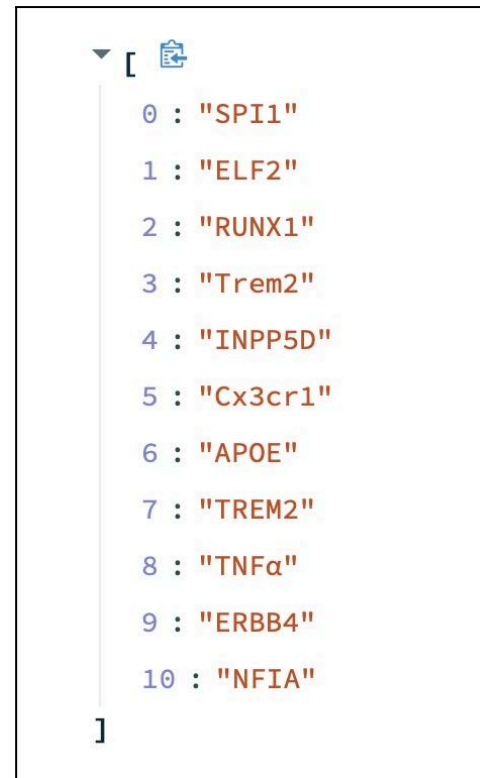 [
0 : "SPI1"
1 : "ELF2"
2 : "RUNX1"
3 : "Trem2"
4 : "INPP5D"
5 : "Cx3cr1"
6 : "APOE"
7 : "TREM2"
8 : "TNFα"
9 : "ERBB4"
10 : "NFIA"
]